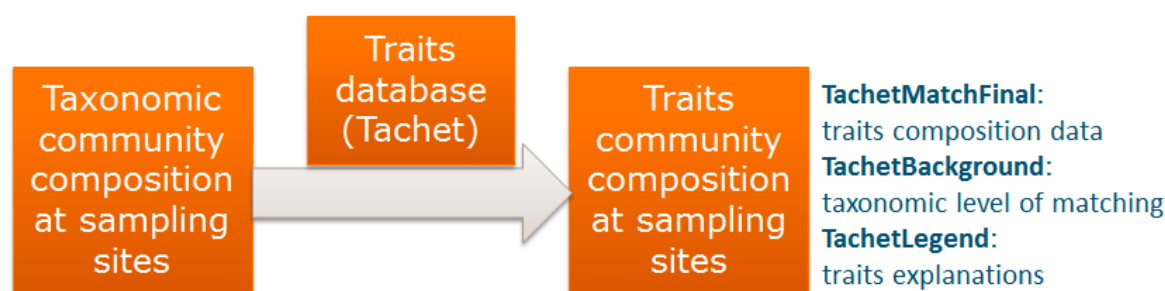 Taxonomic
community
composition
at sampling
sites
Traits
database
(Tachet)
Traits
community
composition
at sampling
sites
TachetMatchFinal:
traits composition data
TachetBackground:
taxonomic level of matching
TachetLegend:
traits explanations